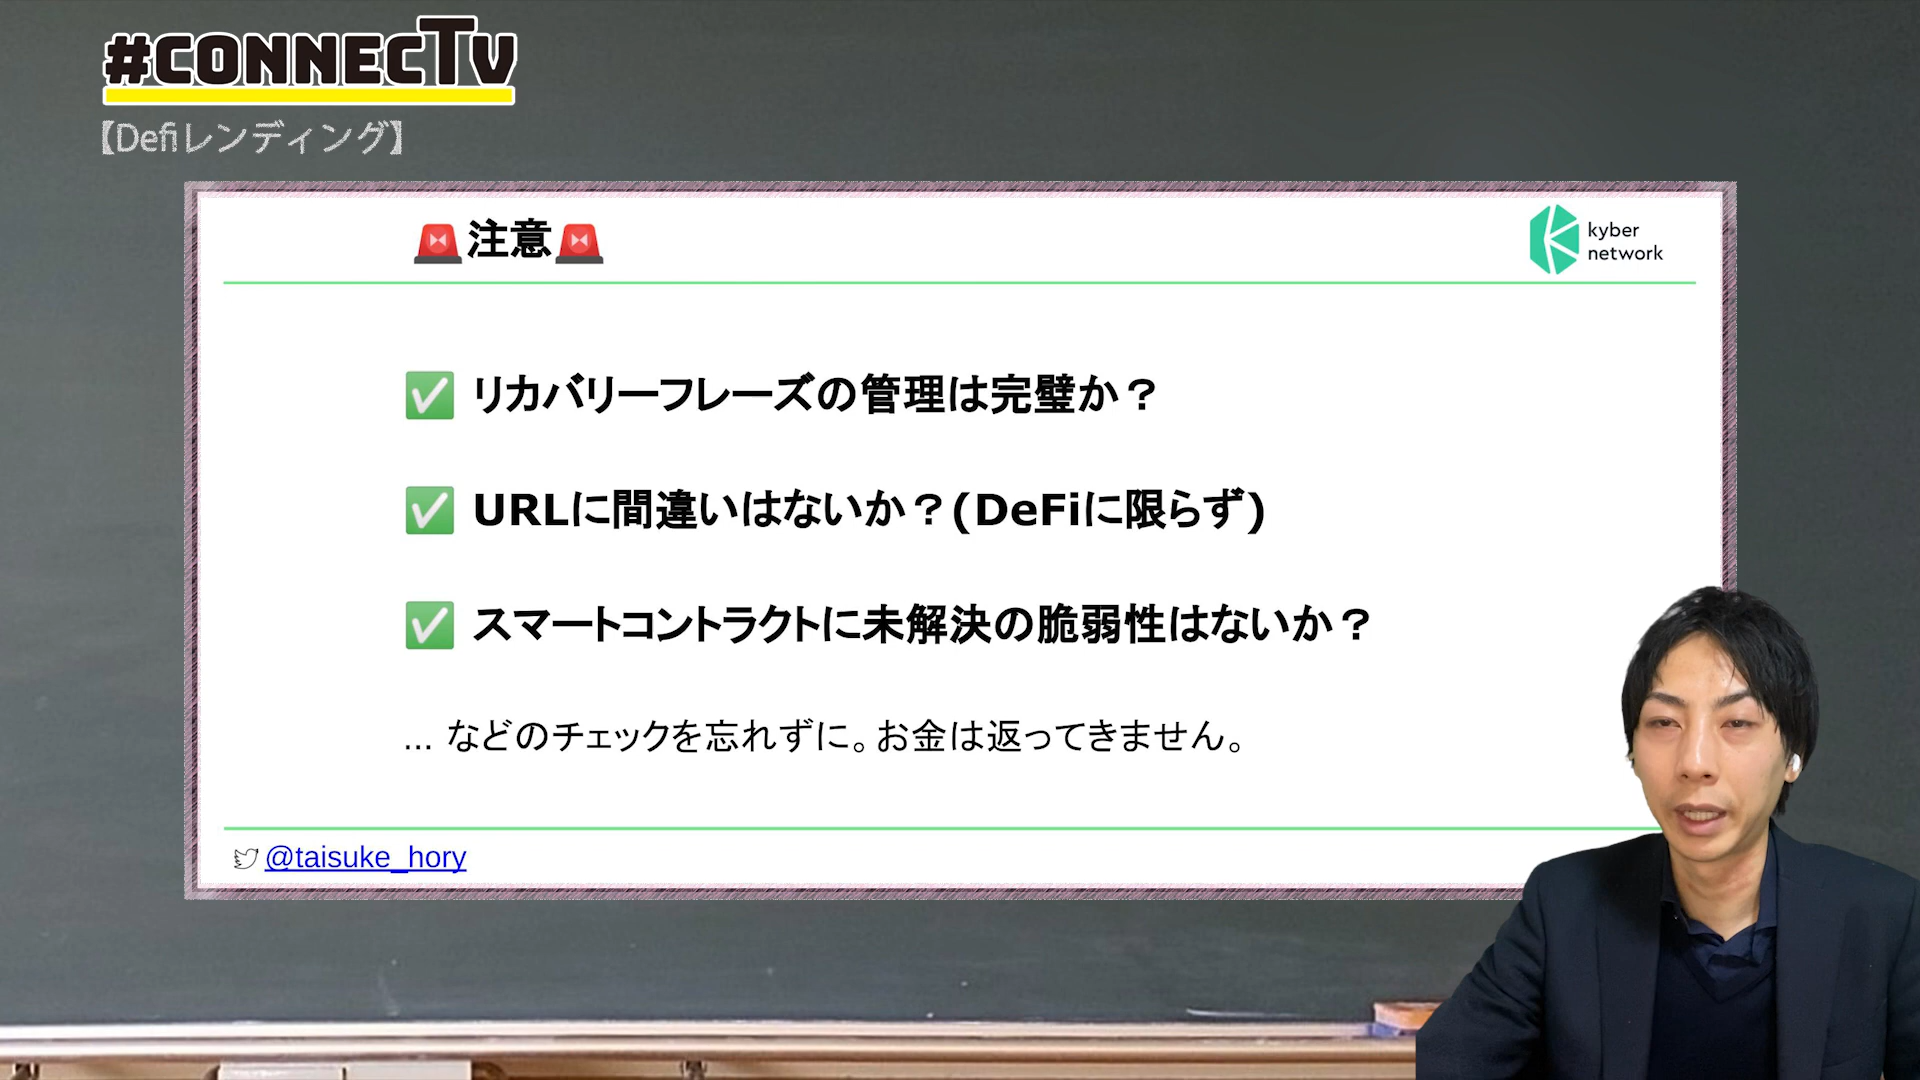 #CONNECTV
【Defiレンディング】
🚨注意🚨
kyber
network
✅ リカバリーフレーズの管理は完璧か？
✅ URLに間違いはないか？(DeFiに限らず)
✅ スマートコントラクトに未解決の脆弱性はないか？
... などのチェックを忘れずに。お金は返ってきません。
@taisuke_hory